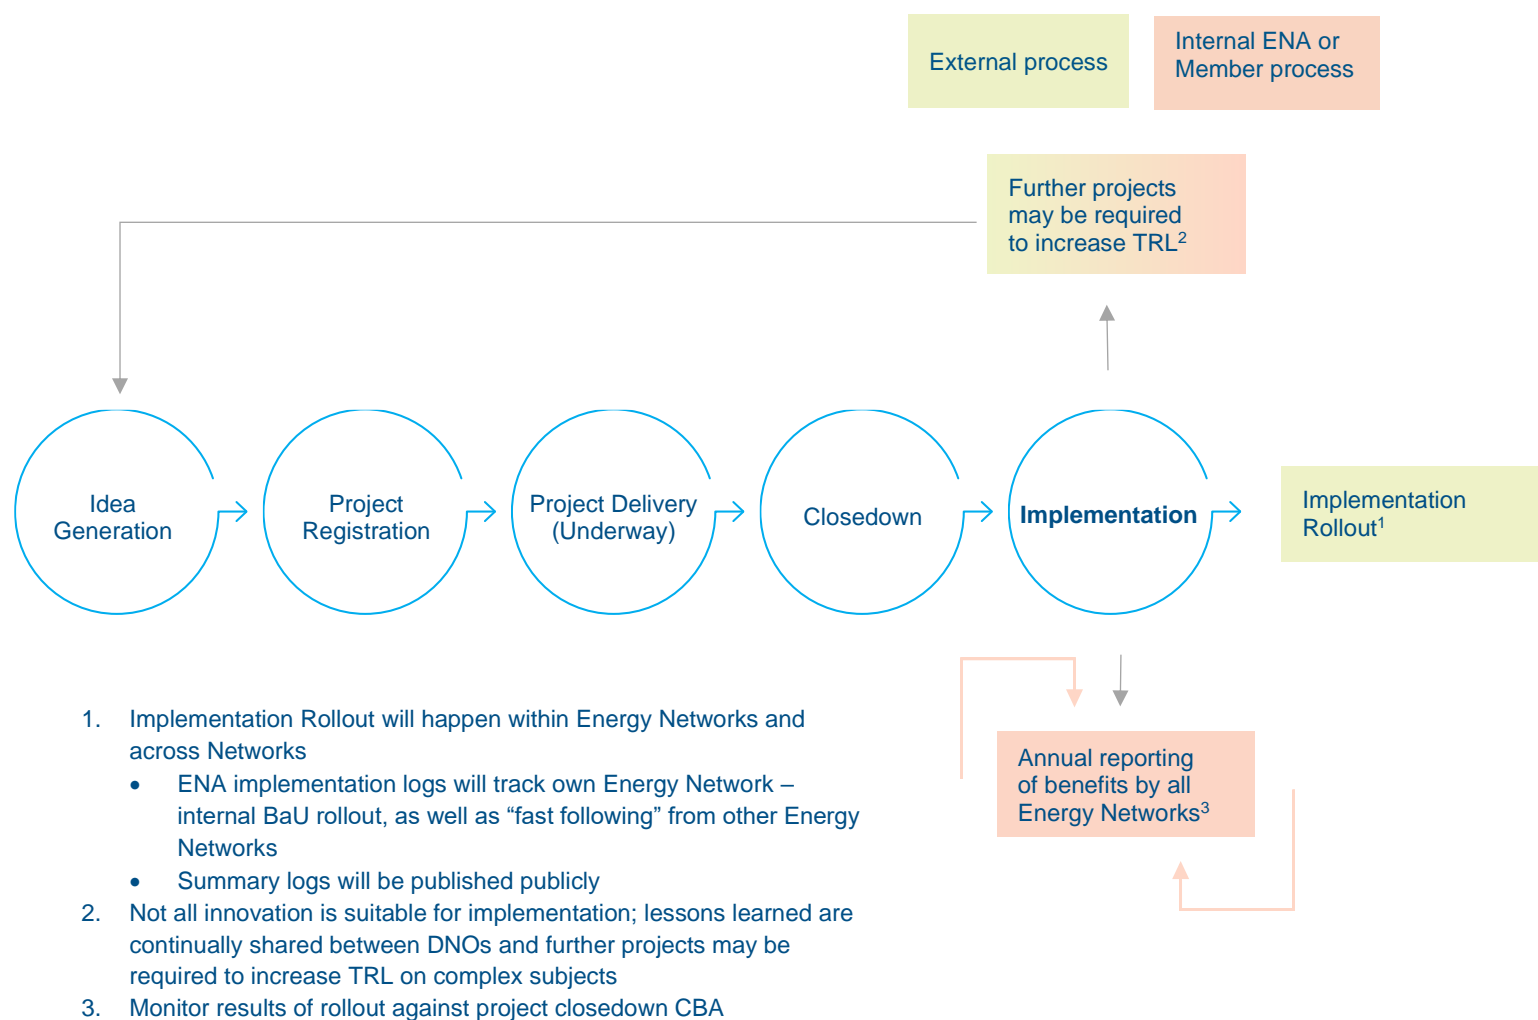 External process
Internal ENA or
Member process
Further projects
may be required
to increase TRL²
Idea
Generation
Project
Registration
Project Delivery
(Underway)
Closedown
Implementation
Implementation
Rollout¹
Annual reporting
of benefits by all
Energy Networks³
1. Implementation Rollout will happen within Energy Networks and
across Networks
• ENA implementation logs will track own Energy Network –
internal BaU rollout, as well as “fast following” from other Energy
Networks
• Summary logs will be published publicly
2. Not all innovation is suitable for implementation; lessons learned are
continually shared between DNOs and further projects may be
required to increase TRL on complex subjects
3. Monitor results of rollout against project closedown CBA